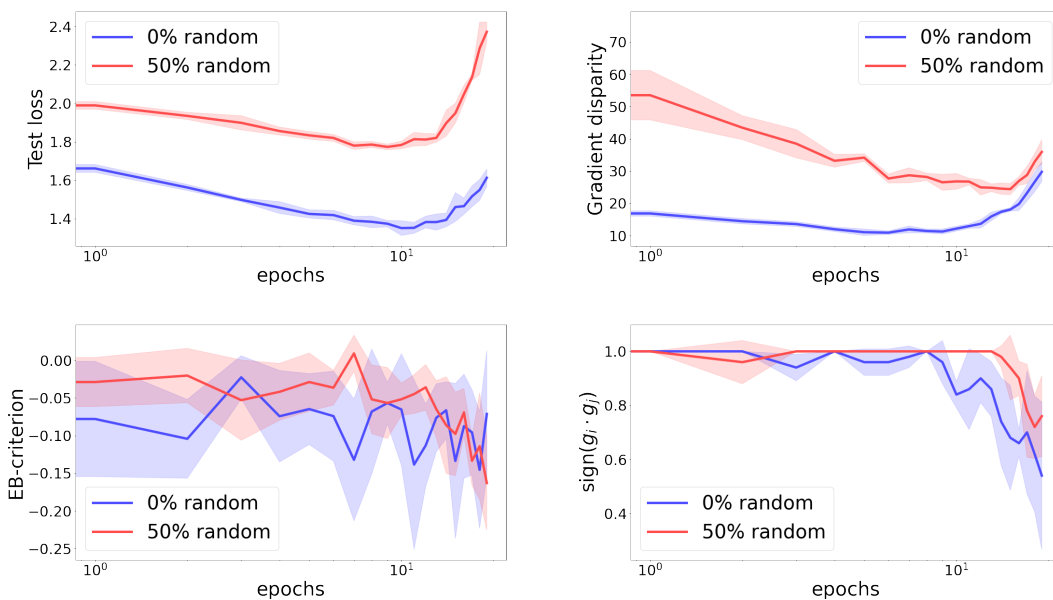 Test loss
2.4
2.2
2.0
1.8
1.6
1.4
0% random
50% random
10⁰
10¹
epochs
Gradient disparity
70
60
50
40
30
20
10
0% random
50% random
10⁰
10¹
epochs
EB-criterion
0.00
−0.05
−0.10
−0.15
−0.20
−0.25
0% random
50% random
10⁰
10¹
epochs
sign(gᵢ · gⱼ)
1.0
0.8
0.6
0.4
0% random
50% random
10⁰
10¹
epochs